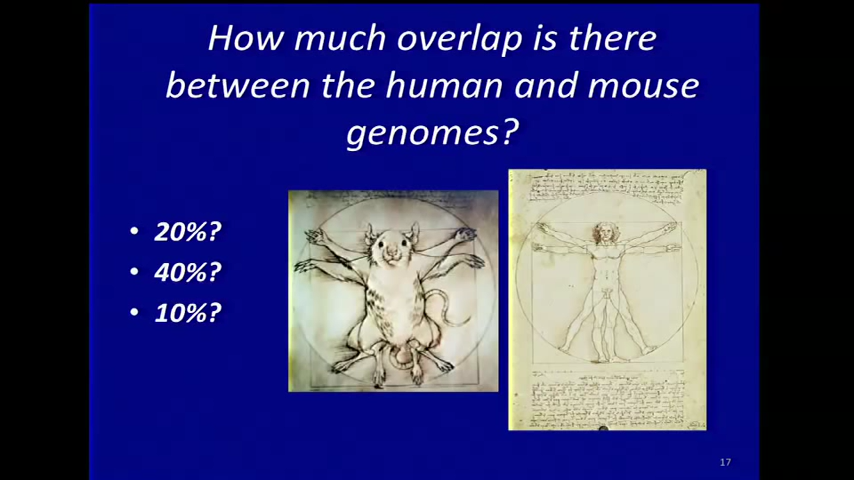 How much overlap is there
between the human and mouse
genomes?
• 20%?
• 40%?
• 10%?
17